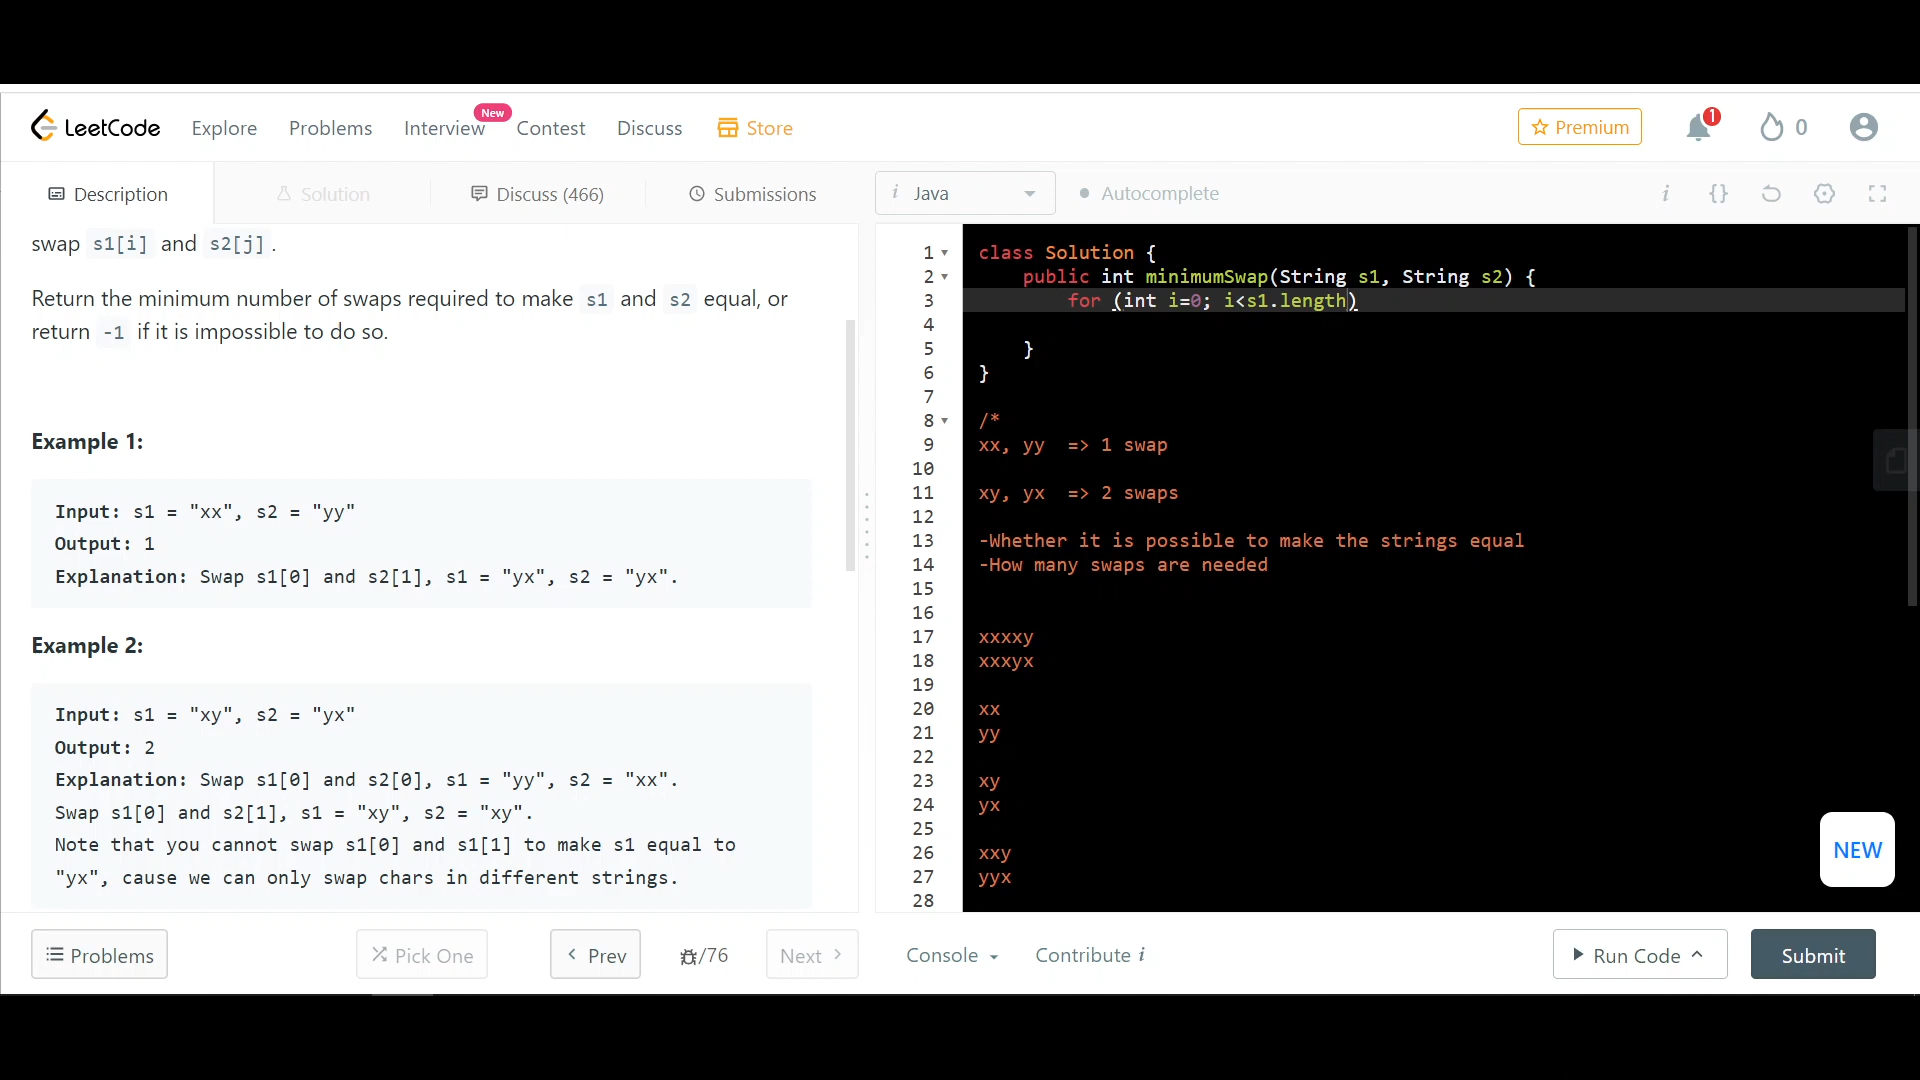 LeetCode Explore Problems Interview New Contest Discuss Store Premium 1 0
Description Solution Discuss (466) Submissions
swap s1[i] and s2[j] .
Return the minimum number of swaps required to make s1 and s2 equal, or
return -1 if it is impossible to do so.
Example 1:
Input: s1 = "xx", s2 = "yy"
Output: 1
Explanation: Swap s1[0] and s2[1], s1 = "yx", s2 = "yx".
Example 2:
Input: s1 = "xy", s2 = "yx"
Output: 2
Explanation: Swap s1[0] and s2[0], s1 = "yy", s2 = "xx".
Swap s1[0] and s2[1], s1 = "xy", s2 = "xy".
Note that you cannot swap s1[0] and s1[1] to make s1 equal to
"yx", cause we can only swap chars in different strings.
i Java Autocomplete i {}
1 class Solution {
2 public int minimumSwap(String s1, String s2) {
3 for (int i=0; i<s1.length)
4
5 }
6 }
7
8 /*
9 xx, yy => 1 swap
10
11 xy, yx => 2 swaps
12
13 -Whether it is possible to make the strings equal
14 -How many swaps are needed
15
16
17 xxxxy
18 xxxyx
19
20 xx
21 yy
22
23 xy
24 yx
25
26 xxy
27 yyx
28
NEW
Problems Pick One Prev /76 Next Console Contribute i Run Code Submit